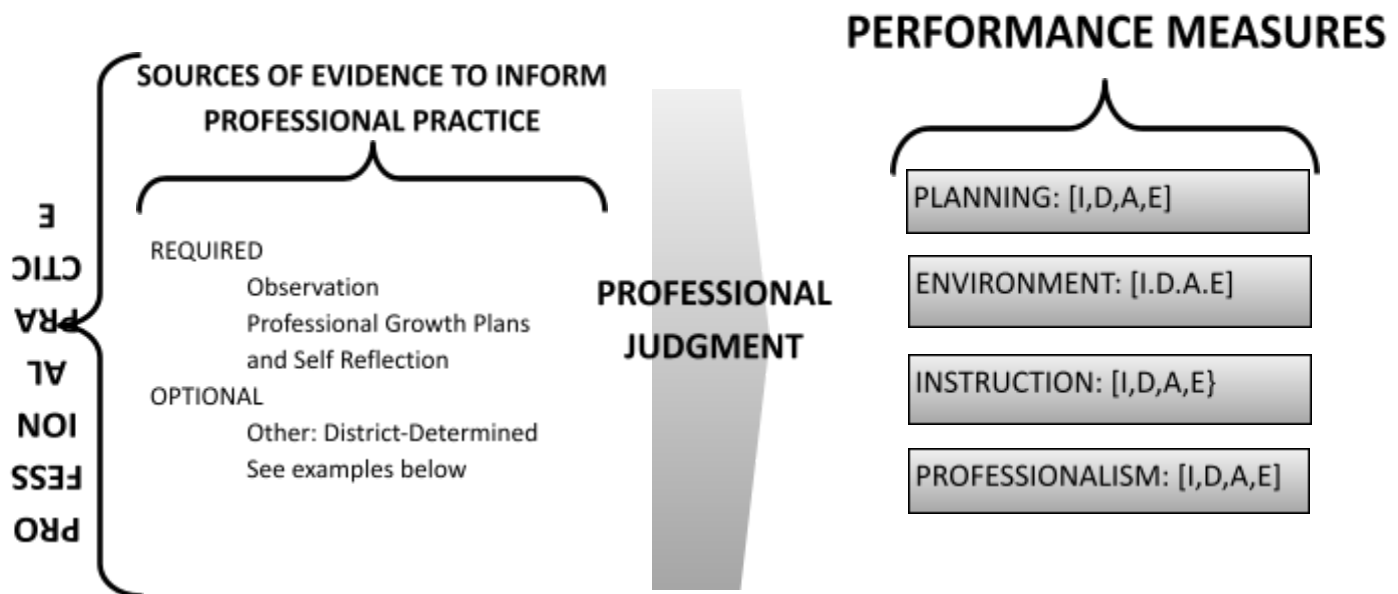 PERFORMANCE MEASURES
SOURCES OF EVIDENCE TO INFORM
PROFESSIONAL PRACTICE
PRO
FESS
ION
AL
PRA
CTIC
E
REQUIRED
Observation
Professional Growth Plans
and Self Reflection
OPTIONAL
Other: District-Determined
See examples below
PROFESSIONAL
JUDGMENT
PLANNING: [I,D,A,E]
ENVIRONMENT: [I.D.A.E]
INSTRUCTION: [I,D,A,E}
PROFESSIONALISM: [I,D,A,E]